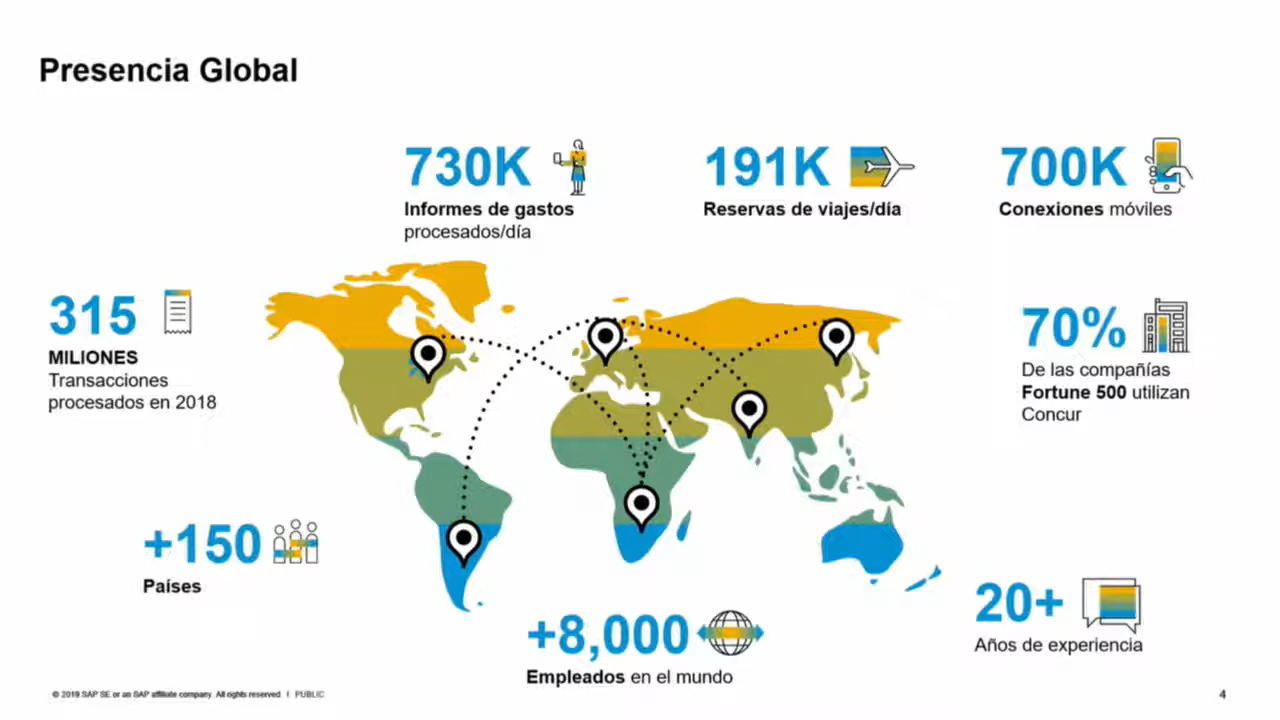 Presencia Global
730K
Informes de gastos
procesados/día
191K
Reservas de viajes/día
700K
Conexiones móviles
315
MILIONES
Transacciones
procesados en 2018
70%
De las compañías
Fortune 500 utilizan
Concur
+150
Países
+8,000
Empleados en el mundo
20+
Años de experiencia
© 2019 SAP SE or an SAP affiliate company. All rights reserved. I PUBLIC
4